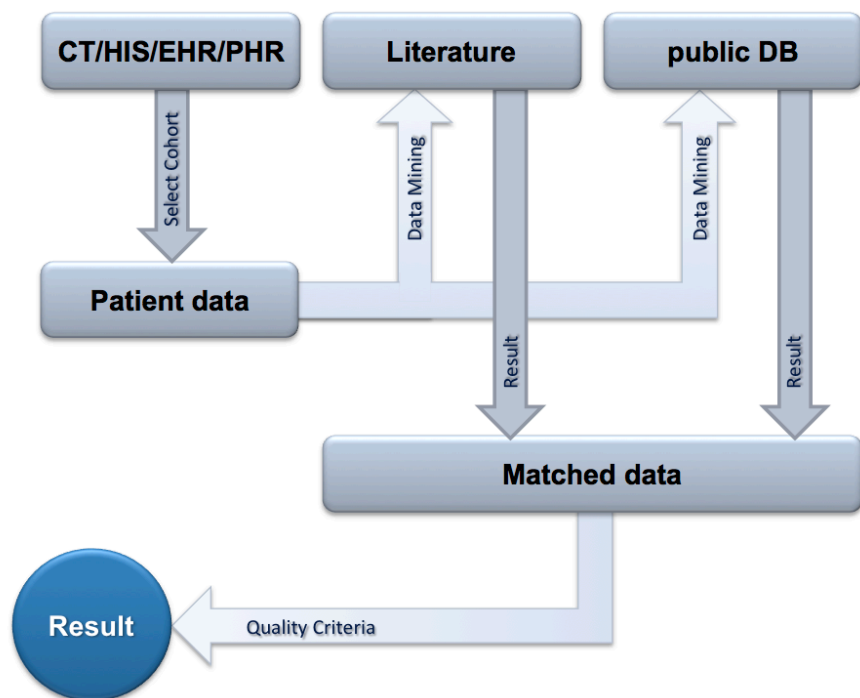 CT/HIS/EHR/PHR
Literature
public DB
Select Cohort
Data Mining
Data Mining
Patient data
Result
Result
Matched data
Result
Quality Criteria